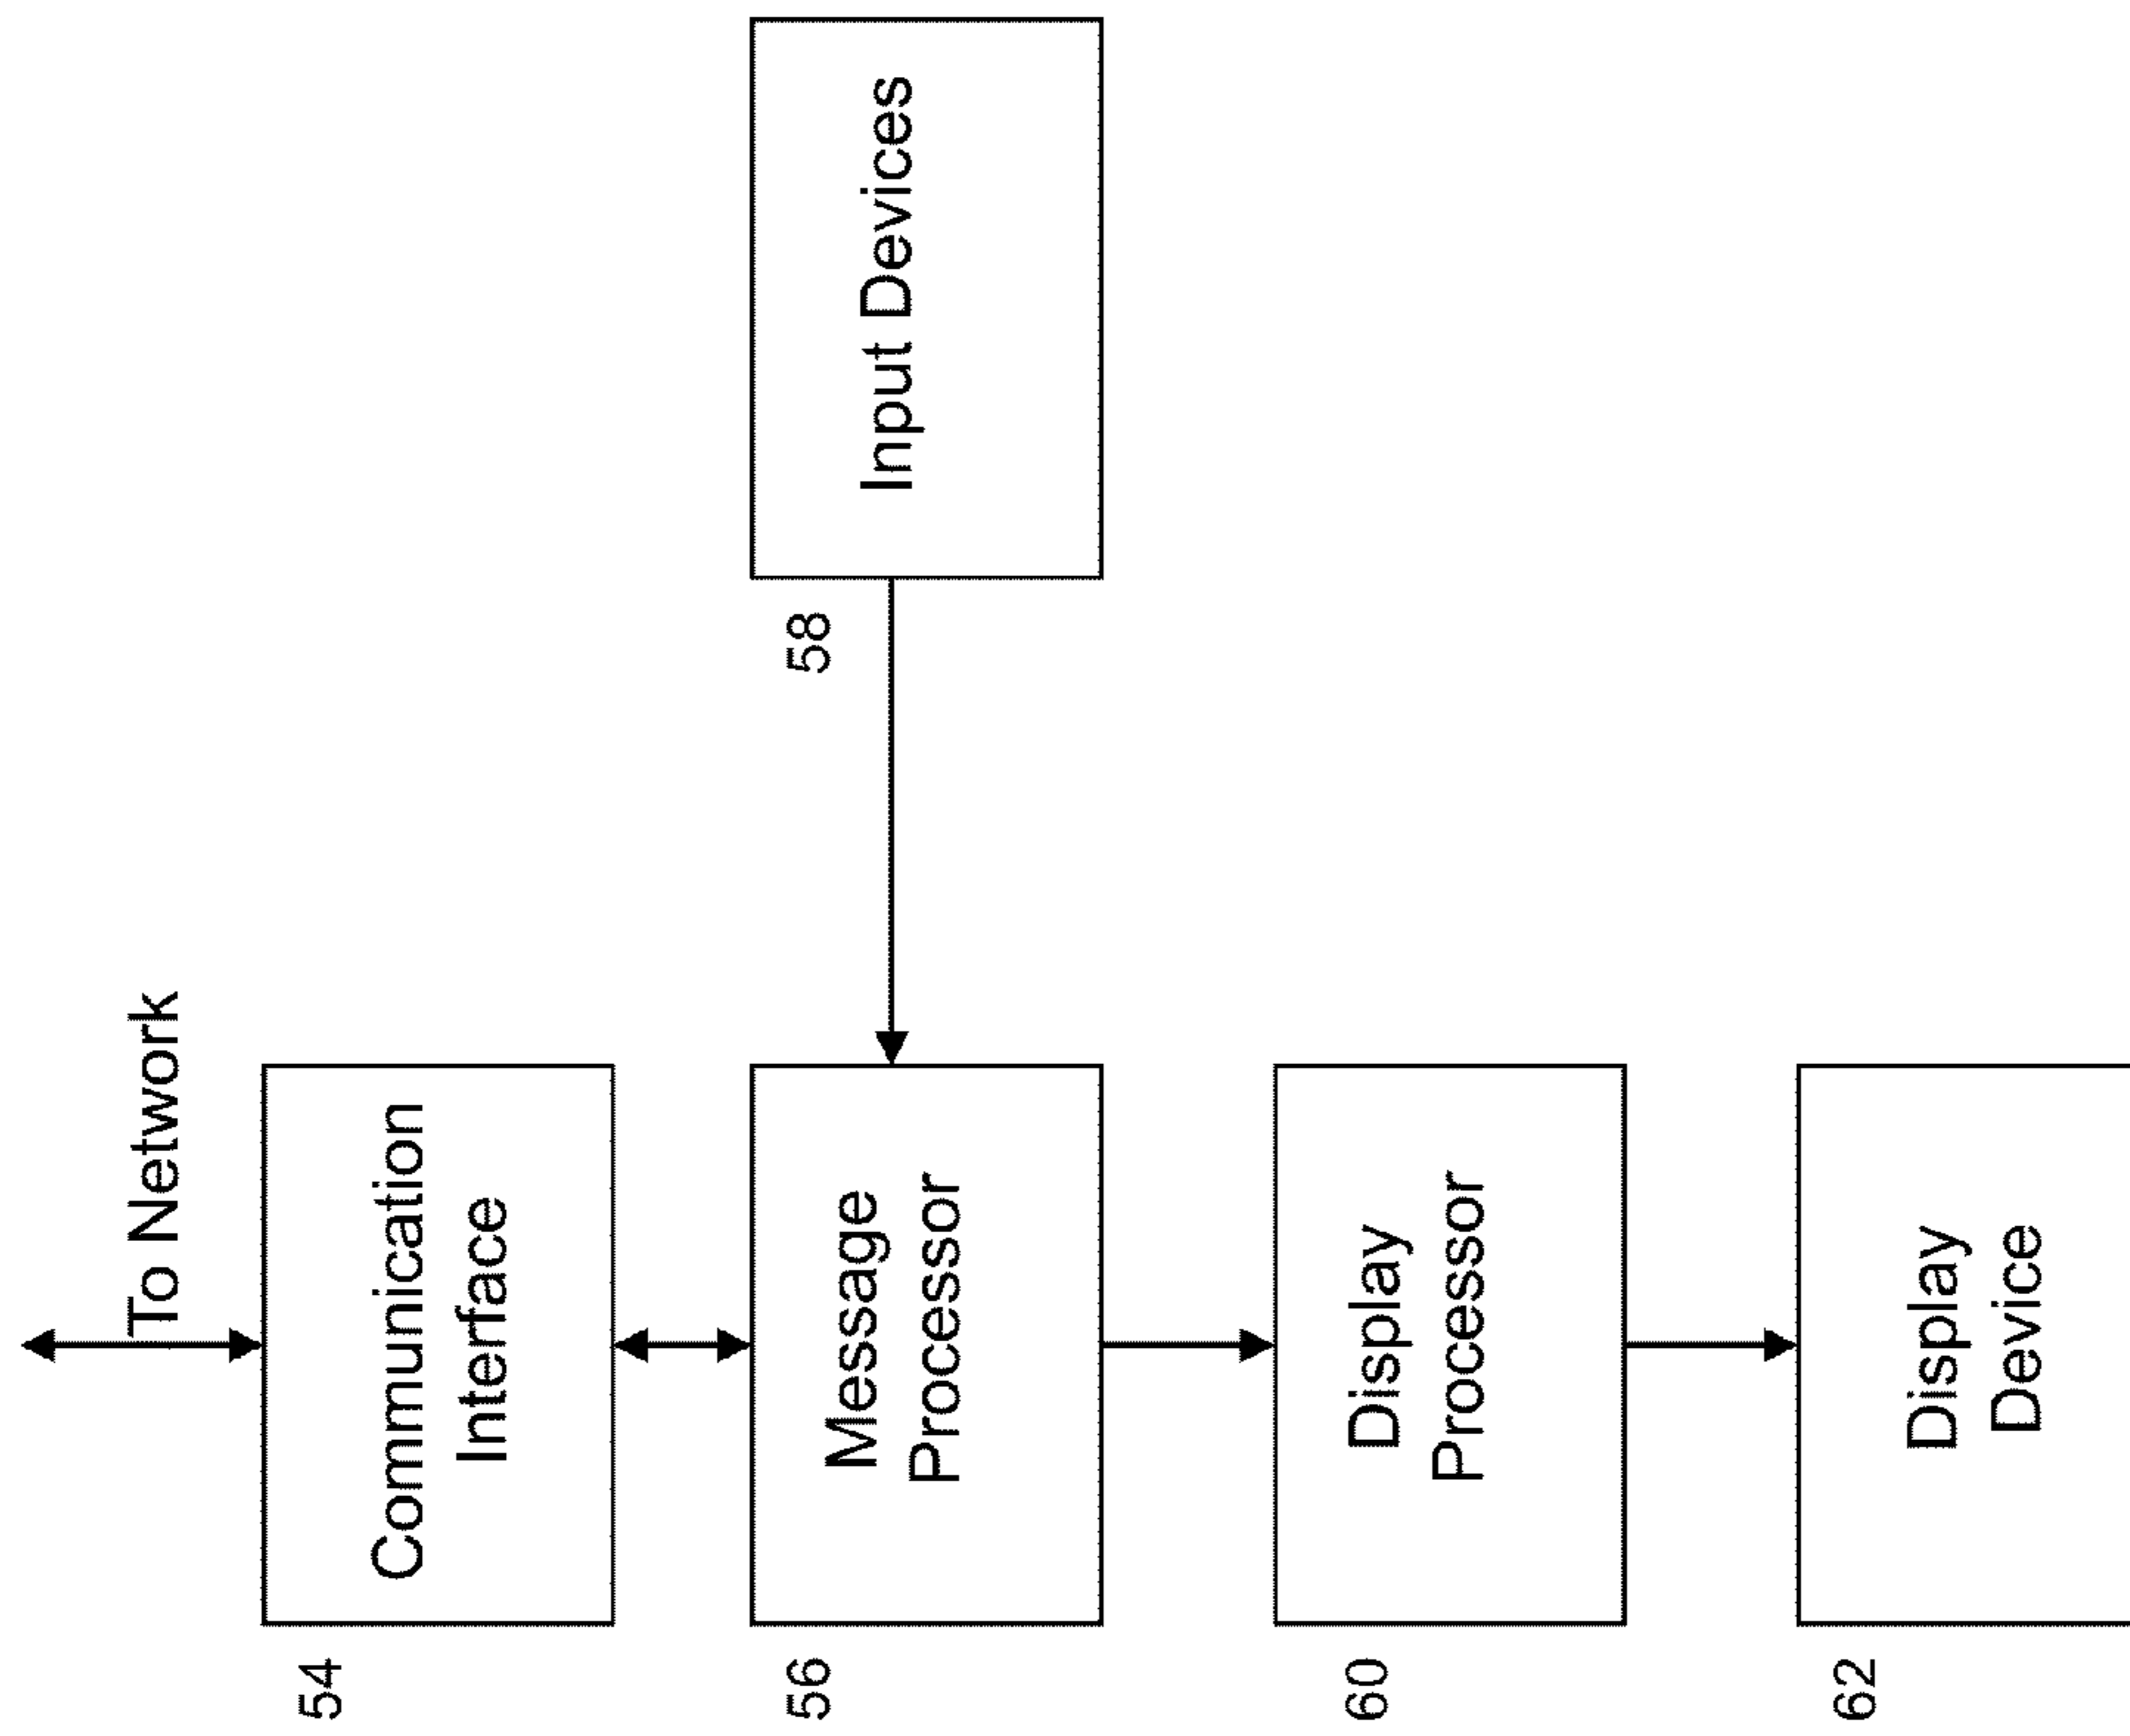 To Network
54
Communication
Interface
56
Message
Processor
58
Input Devices
60
Display
Processor
62
Display
Device